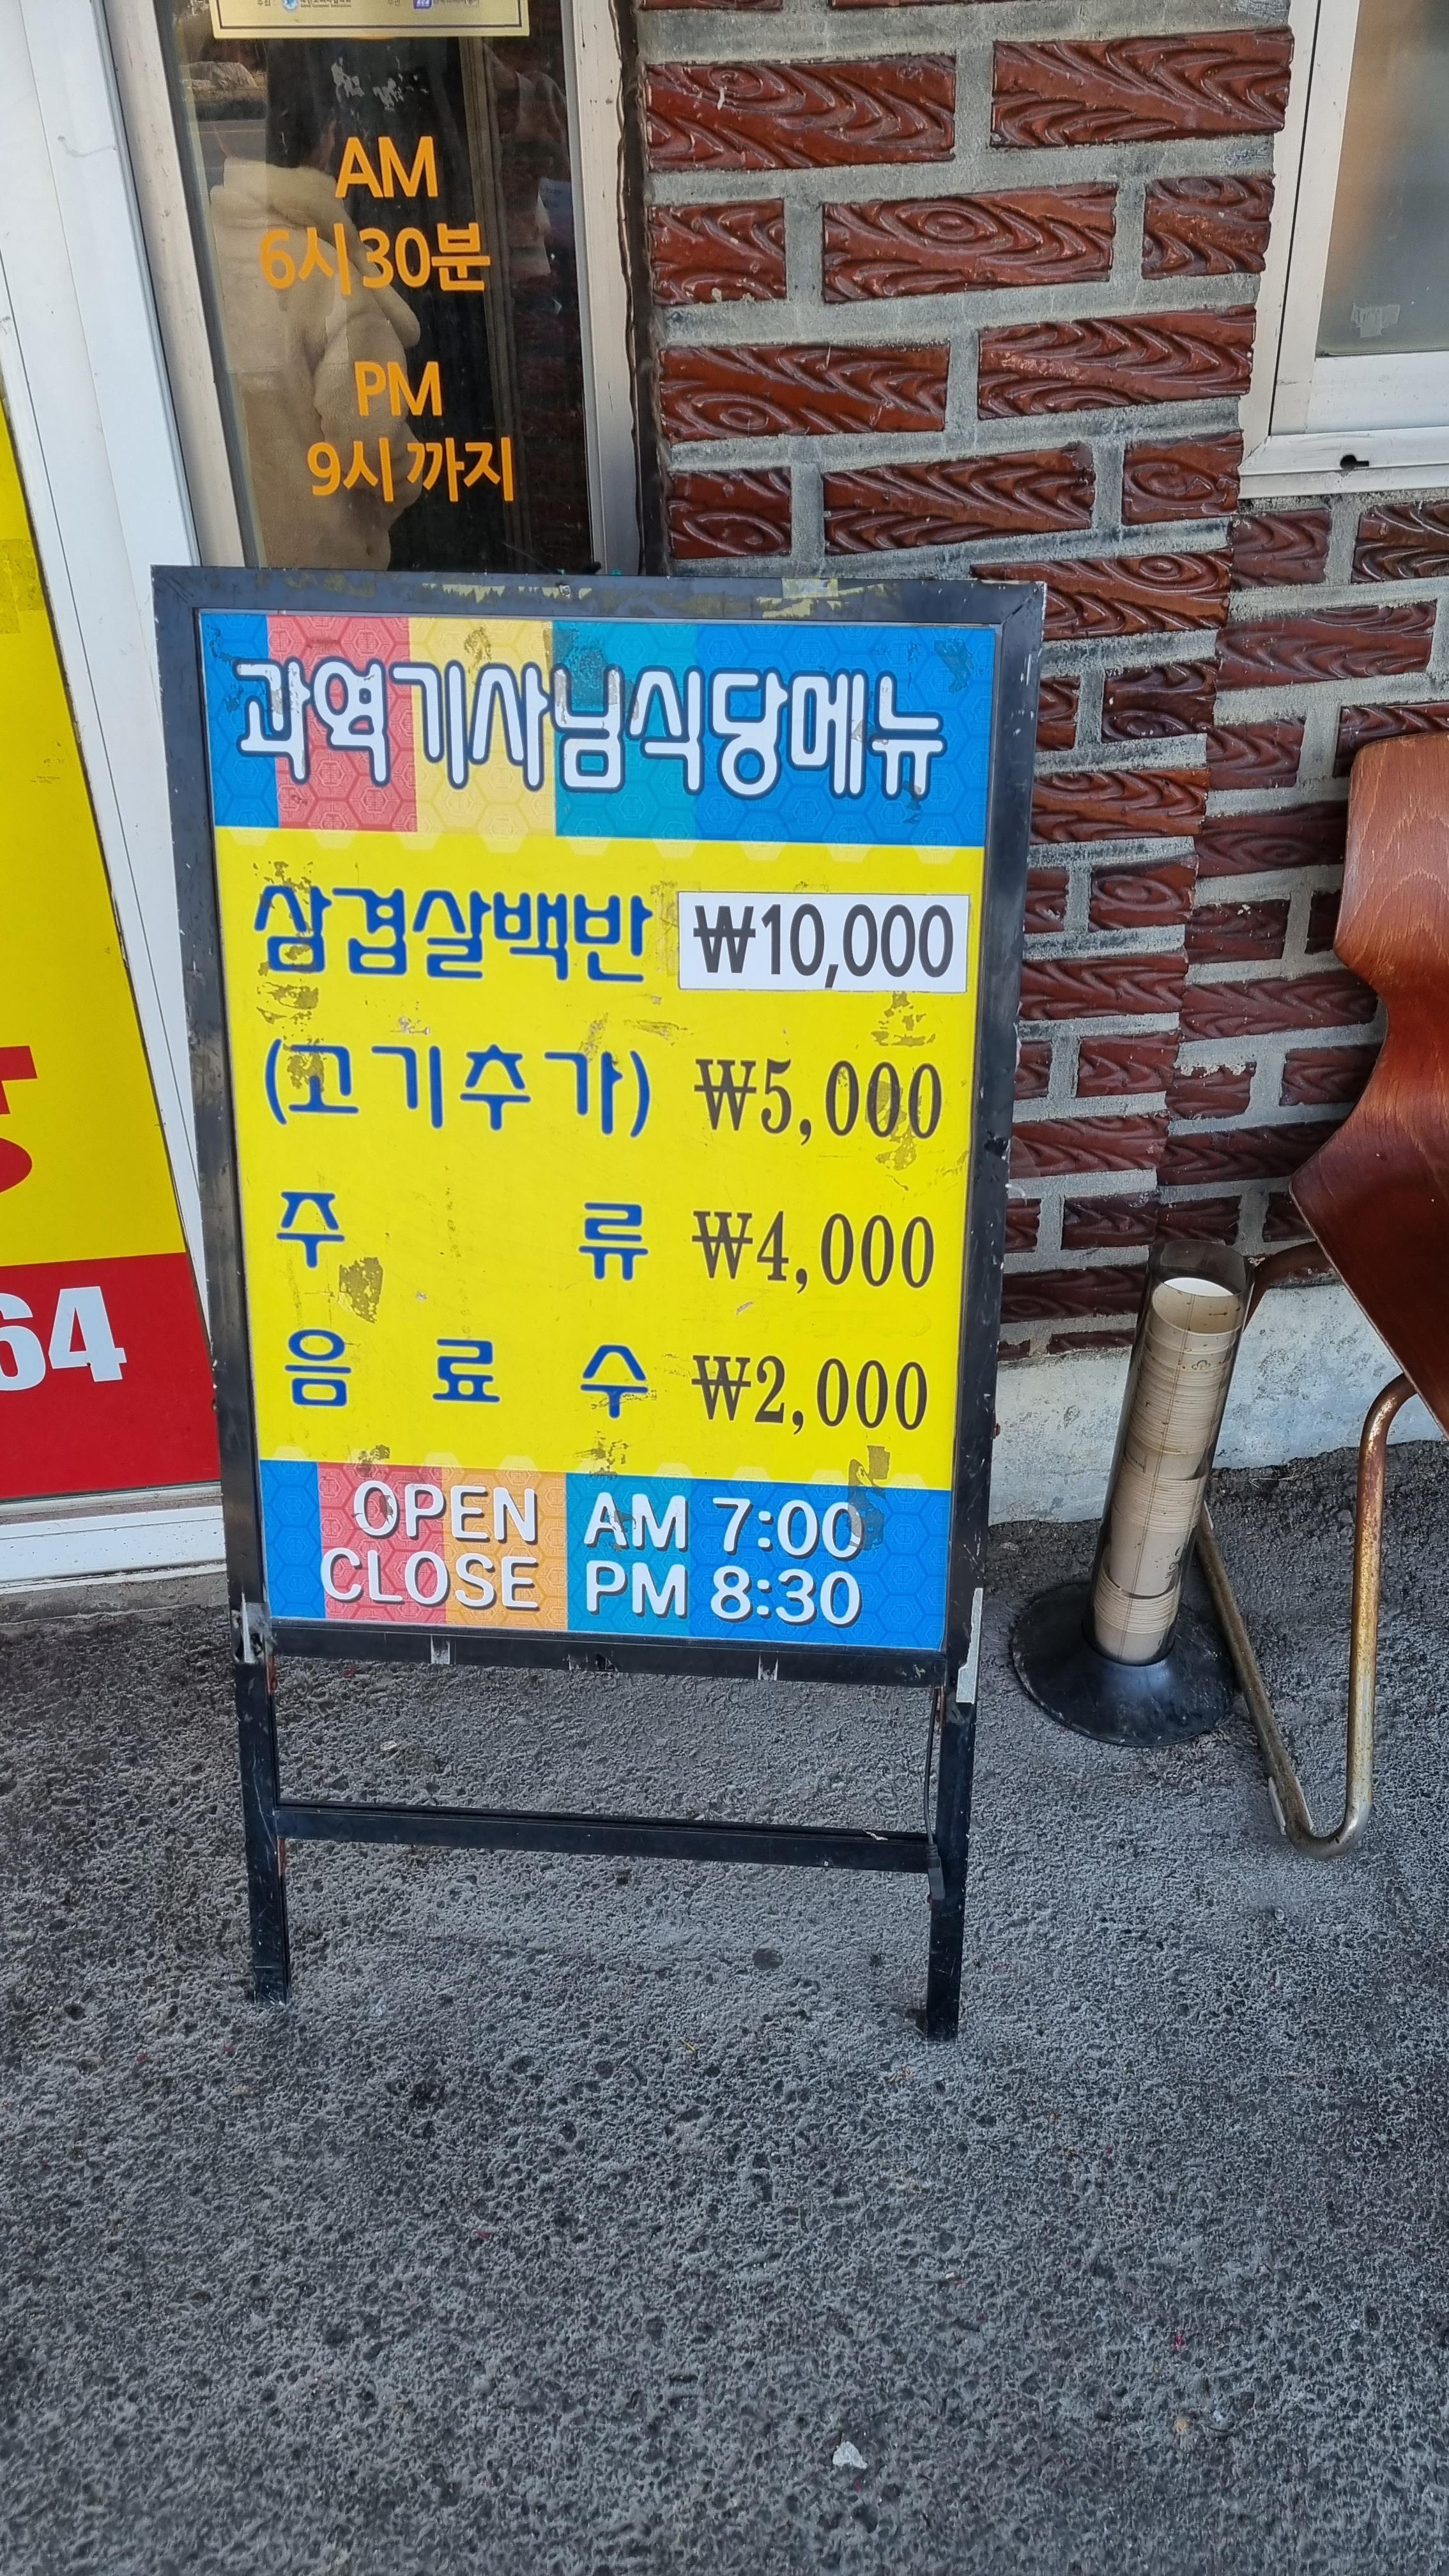 AM
6시30분
PM
9시까지
과역기사님식당메뉴
삼겹살백반 ₩10,000
(고기추가) ₩5,000
주 류 ₩4,000
음 료 수 ₩2,000
OPEN AM 7:00
CLOSE PM 8:30
64